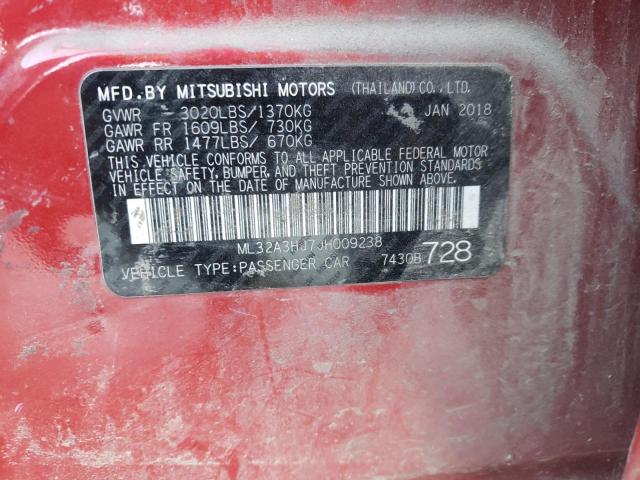 MFD.BY MITSUBISHI MOTORS (THAILAND)CO.,LTD.
GVWR 3020LBS/1370KG JAN 2018
GAWR FR 1609LBS/ 730KG
GAWR RR 1477LBS/ 670KG
THIS VEHICLE CONFORMS TO ALL APPLICABLE FEDERAL MOTOR
VEHICLE SAFETY, BUMPER, AND THEFT PREVENTION STANDARDS
IN EFFECT ON THE DATE OF MANUFACTURE SHOWN ABOVE.
ML32A3HJ7JH009238
VEHICLE TYPE:PASSENGER CAR 7430B 728